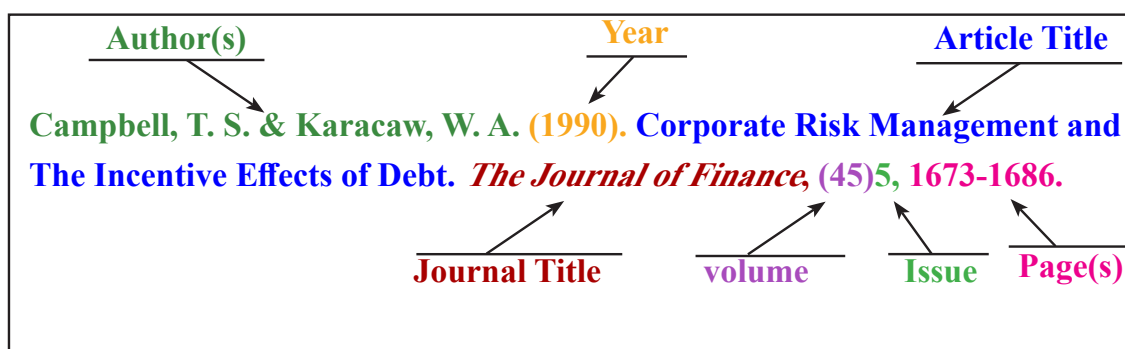 Author(s) Year Article Title
Campbell, T. S. & Karacaw, W. A. (1990). Corporate Risk Management and
The Incentive Effects of Debt. The Journal of Finance, (45)5, 1673-1686.
Journal Title volume Issue Page(s)